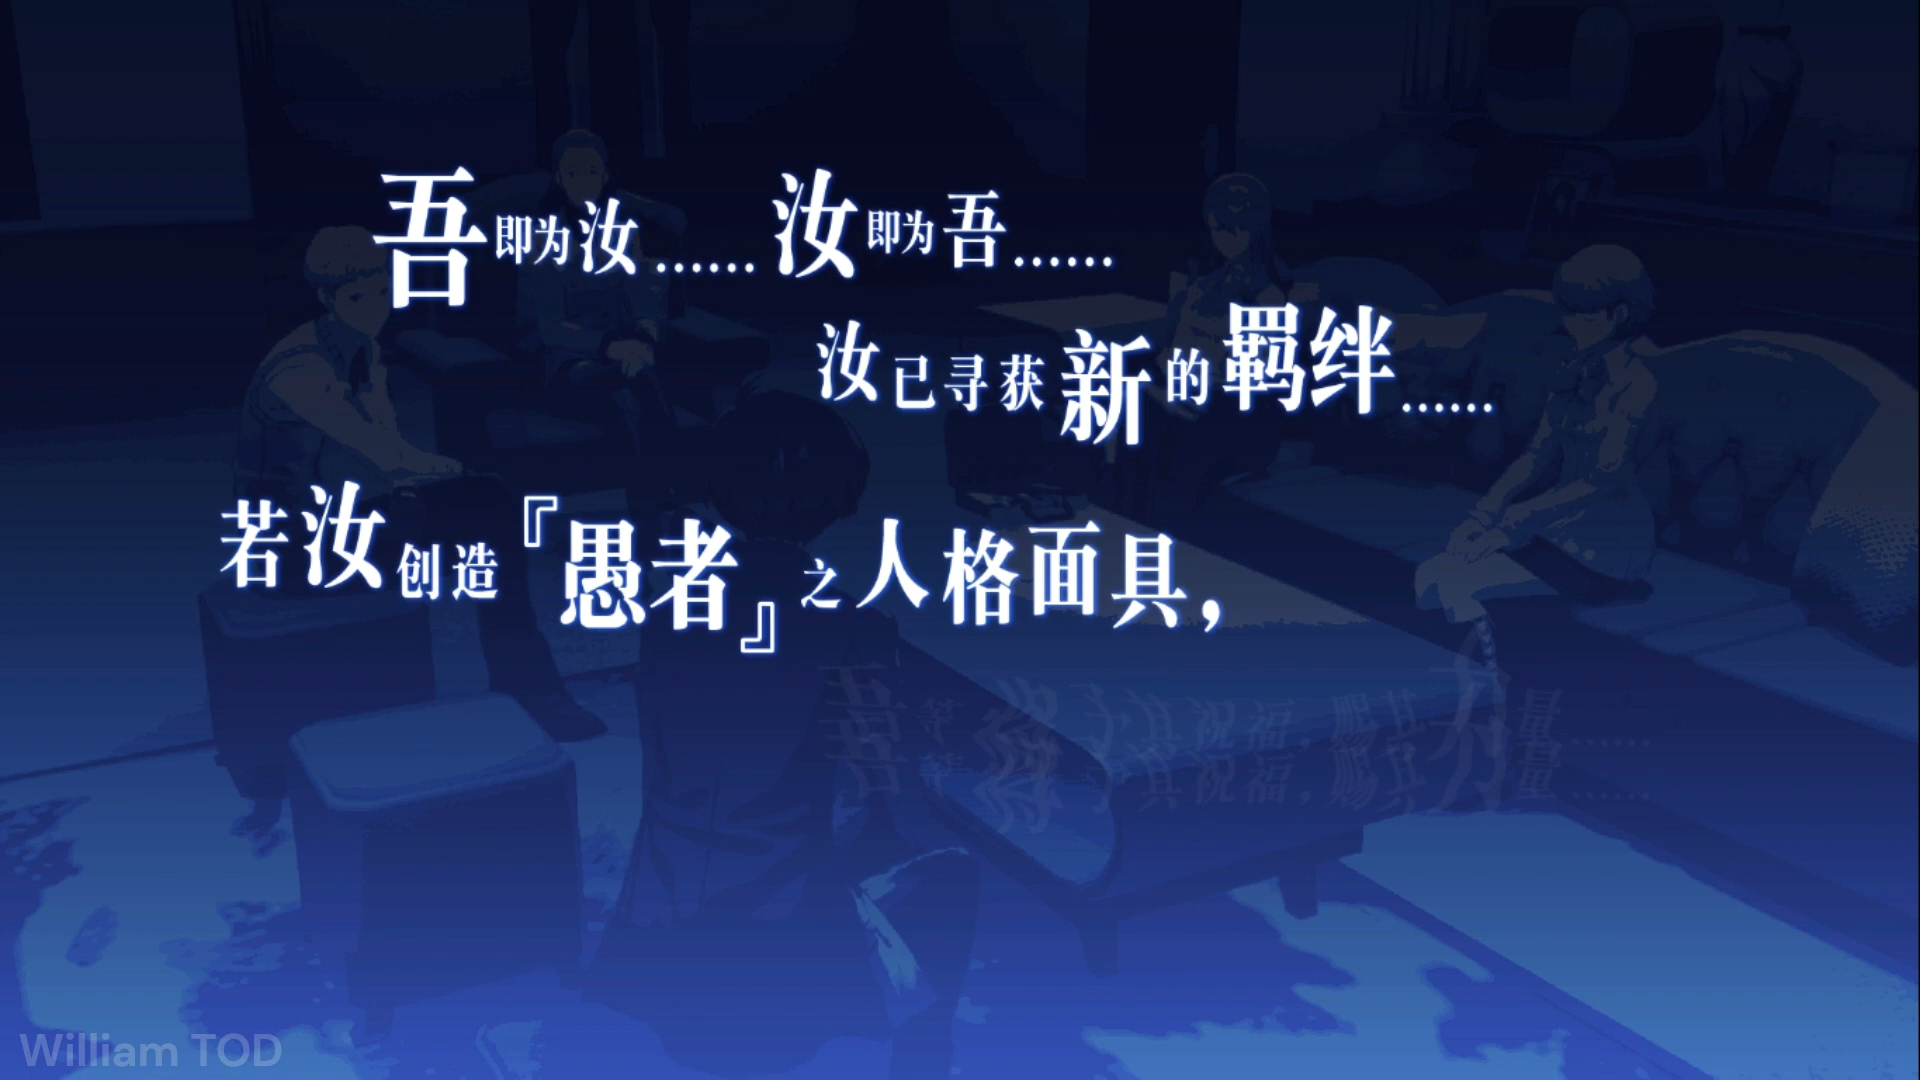 吾即为汝……汝即为吾……
汝已寻获新的羁绊……
若汝创造『愚者』之人格面具，
吾等将予其祝福，赐其力量……
William TOD